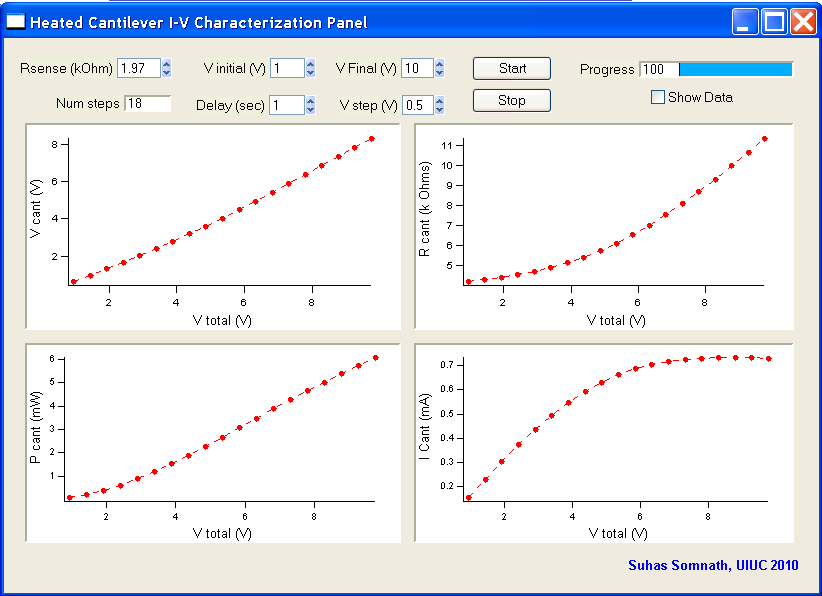 Heated Cantilever I-V Characterization Panel
Rsense (kOhm) 1.97 V initial (V) 1 V Final (V) 10 Start Progress 100
Num steps 18 Delay (sec) 1 V step (V) 0.5 Stop Show Data
V cant (V)
8
6
4
2
2 4 6 8
V total (V)
R cant (k Ohms)
11
10
9
8
7
6
5
2 4 6 8
V total (V)
P cant (mW)
6
5
4
3
2
1
2 4 6 8
V total (V)
I Cant (mA)
0.7
0.6
0.5
0.4
0.3
0.2
2 4 6 8
V total (V)
Suhas Somnath, UIUC 2010